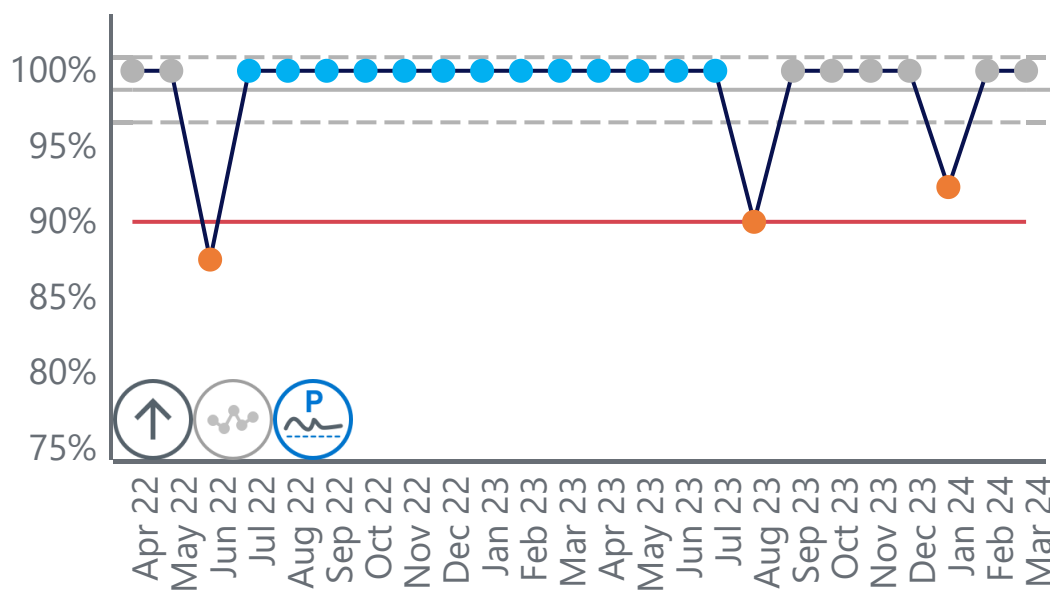 100%
95%
90%
85%
80%
75%
P
Apr 22
May 22
Jun 22
Jul 22
Aug 22
Sep 22
Oct 22
Nov 22
Dec 22
Jan 23
Feb 23
Mar 23
Apr 23
May 23
Jun 23
Jul 23
Aug 23
Sep 23
Oct 23
Nov 23
Dec 23
Jan 24
Feb 24
Mar 24